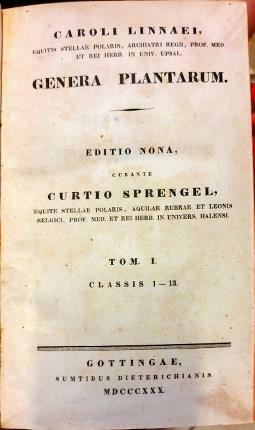 CAROLI LINNAEI,
EQUITIS STELLAE POLARIS, ARCHIATRI REGII, PROF. MED.
ET REI HERB. IN UNIV. UPSAL.
GENERA PLANTARUM.
EDITIO NONA,
CURANTE
CURTIO SPRENGEL,
EQUITE STELLAE POLARIS, AQUILAE RUBRAE ET LEONIS
BELGICI, PROF. MED. ET REI HERB. IN UNIVERS. HALENSI.
TOM. I.
CLASSIS 1—13.
GOTTINGAE,
SUMTIBUS DIETERICHIANIS.
MDCCCXXX.